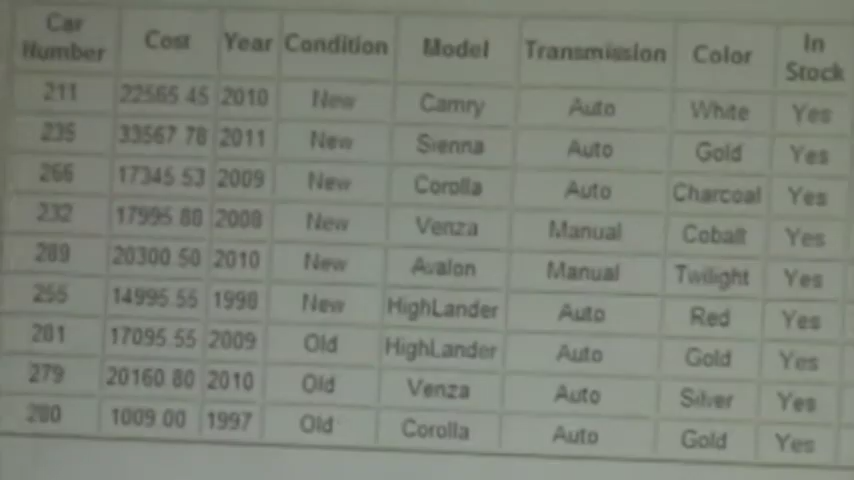 Car Number Cost Year Condition Model Transmission Color In Stock
211 22565.45 2010 New Camry Auto White Yes
235 33567.78 2011 New Sienna Auto Gold Yes
266 17345.53 2009 New Corolla Auto Charcoal Yes
232 17995.88 2008 New Venza Manual Cobalt Yes
289 20300.50 2010 New Avalon Manual Twilight Yes
255 14995.55 1998 New HighLander Auto Red Yes
281 17095.55 2009 Old HighLander Auto Gold Yes
279 20160.80 2010 Old Venza Auto Silver Yes
280 1009.00 1997 Old Corolla Auto Gold Yes